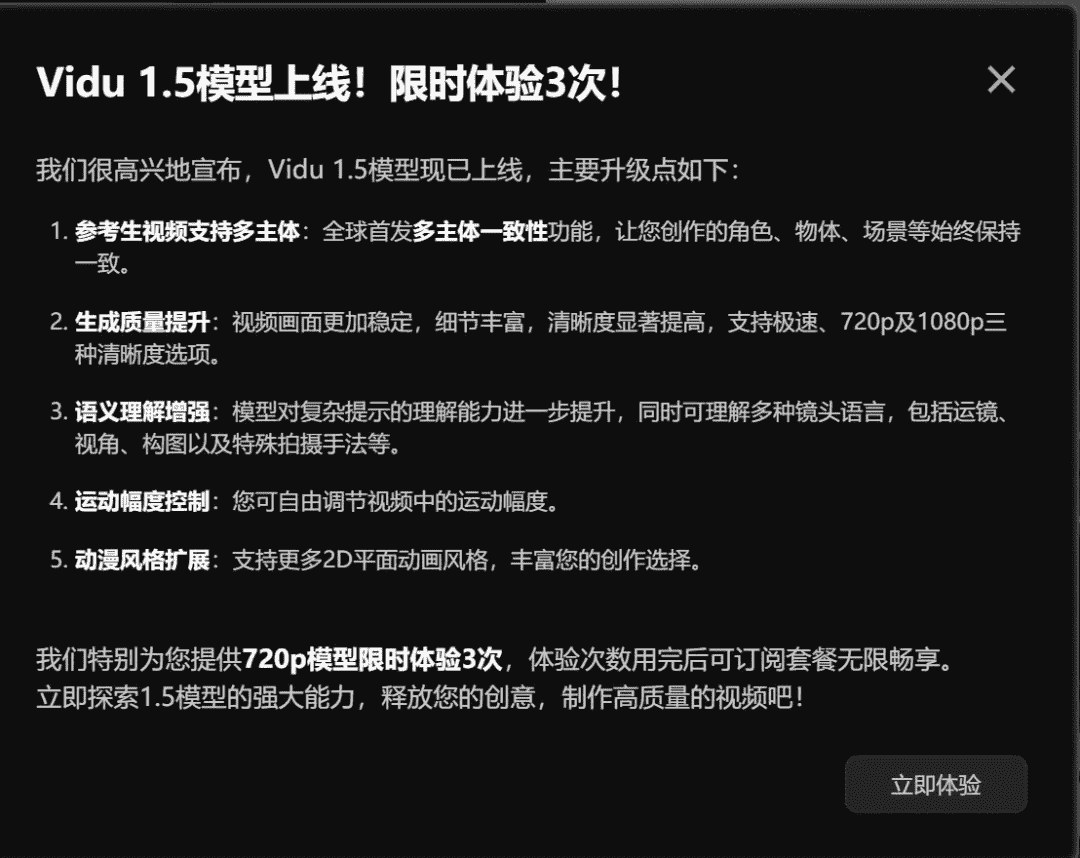 Vidu 1.5模型上线！限时体验3次！
我们很高兴地宣布，Vidu 1.5模型现已上线，主要升级点如下：
1. 参考生视频支持多主体：全球首发多主体一致性功能，让您创作的角色、物体、场景等始终保持
一致。
2. 生成质量提升：视频画面更加稳定，细节丰富，清晰度显著提高，支持极速、720p及1080p三
种清晰度选项。
3. 语义理解增强：模型对复杂提示的理解能力进一步提升，同时可理解多种镜头语言，包括运镜、
视角、构图以及特殊拍摄手法等。
4. 运动幅度控制：您可自由调节视频中的运动幅度。
5. 动漫风格扩展：支持更多2D平面动画风格，丰富您的创作选择。
我们特别为您提供720p模型限时体验3次，体验次数用完后可订阅套餐无限畅享。
立即探索1.5模型的强大能力，释放您的创意，制作高质量的视频吧！
立即体验